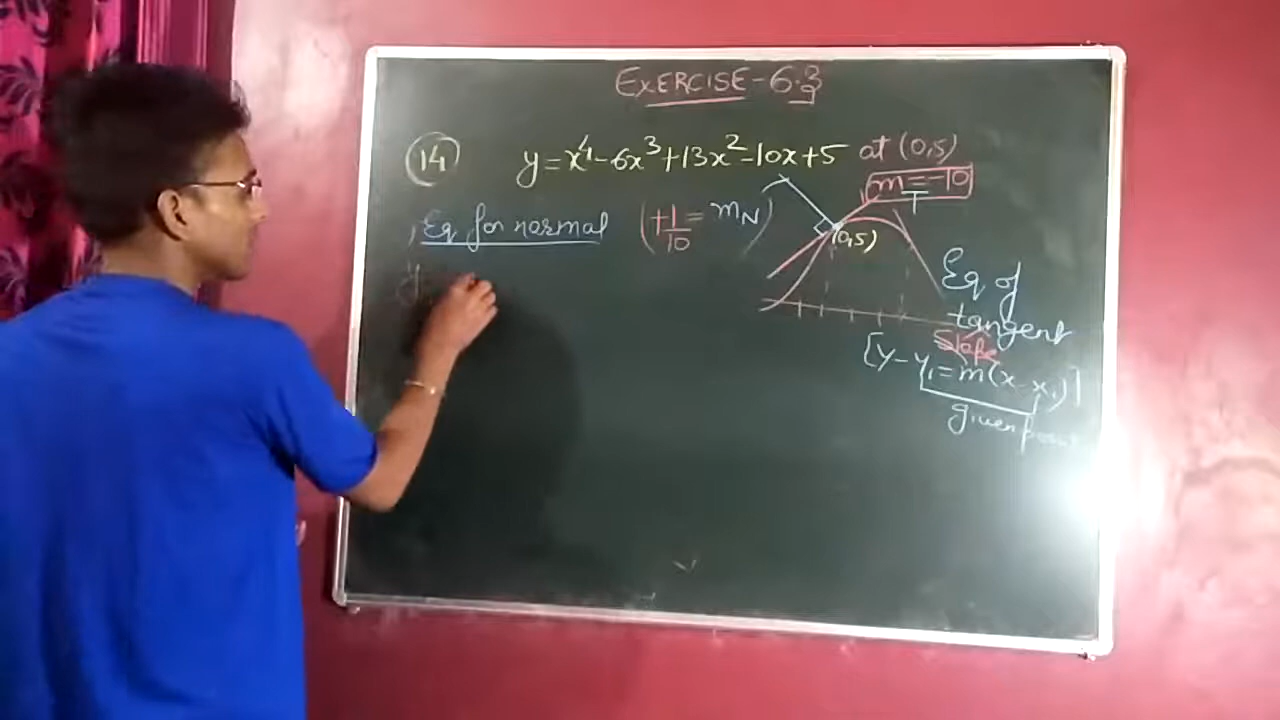 EXERCISE-6.3
14 y=x⁴-6x³+13x²-10x+5 at (0,5)
m_T=-10
Eq for normal (+1/10 = m_N)
(0,5)
y
Eq of
tangent
Slope
[y-y₁=m(x-x₁)]
given